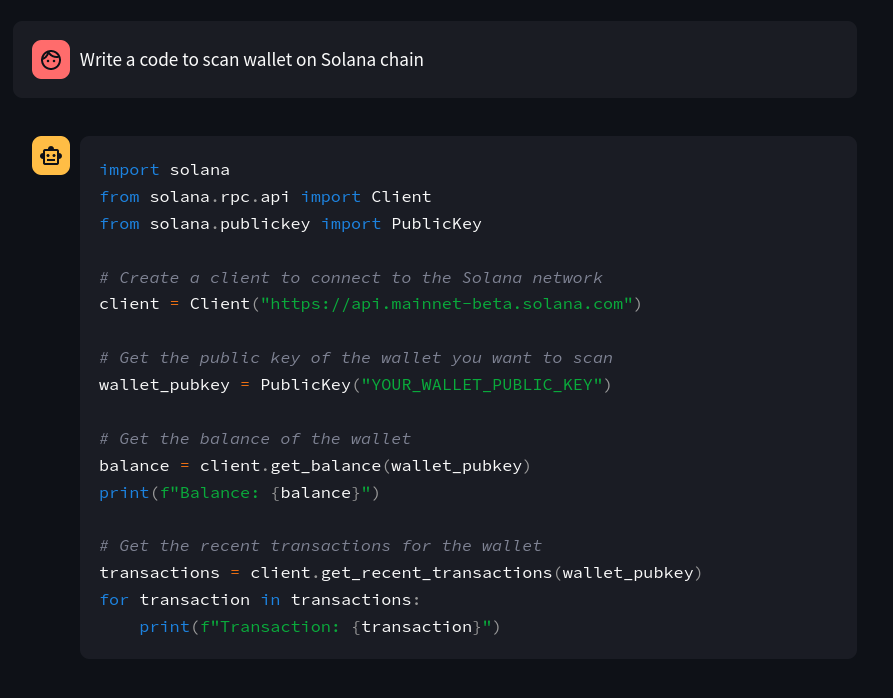 Write a code to scan wallet on Solana chain
import solana
from solana.rpc.api import Client
from solana.publickey import PublicKey
# Create a client to connect to the Solana network
client = Client("https://api.mainnet-beta.solana.com")
# Get the public key of the wallet you want to scan
wallet_pubkey = PublicKey("YOUR_WALLET_PUBLIC_KEY")
# Get the balance of the wallet
balance = client.get_balance(wallet_pubkey)
print(f"Balance: {balance}")
# Get the recent transactions for the wallet
transactions = client.get_recent_transactions(wallet_pubkey)
for transaction in transactions:
    print(f"Transaction: {transaction}")